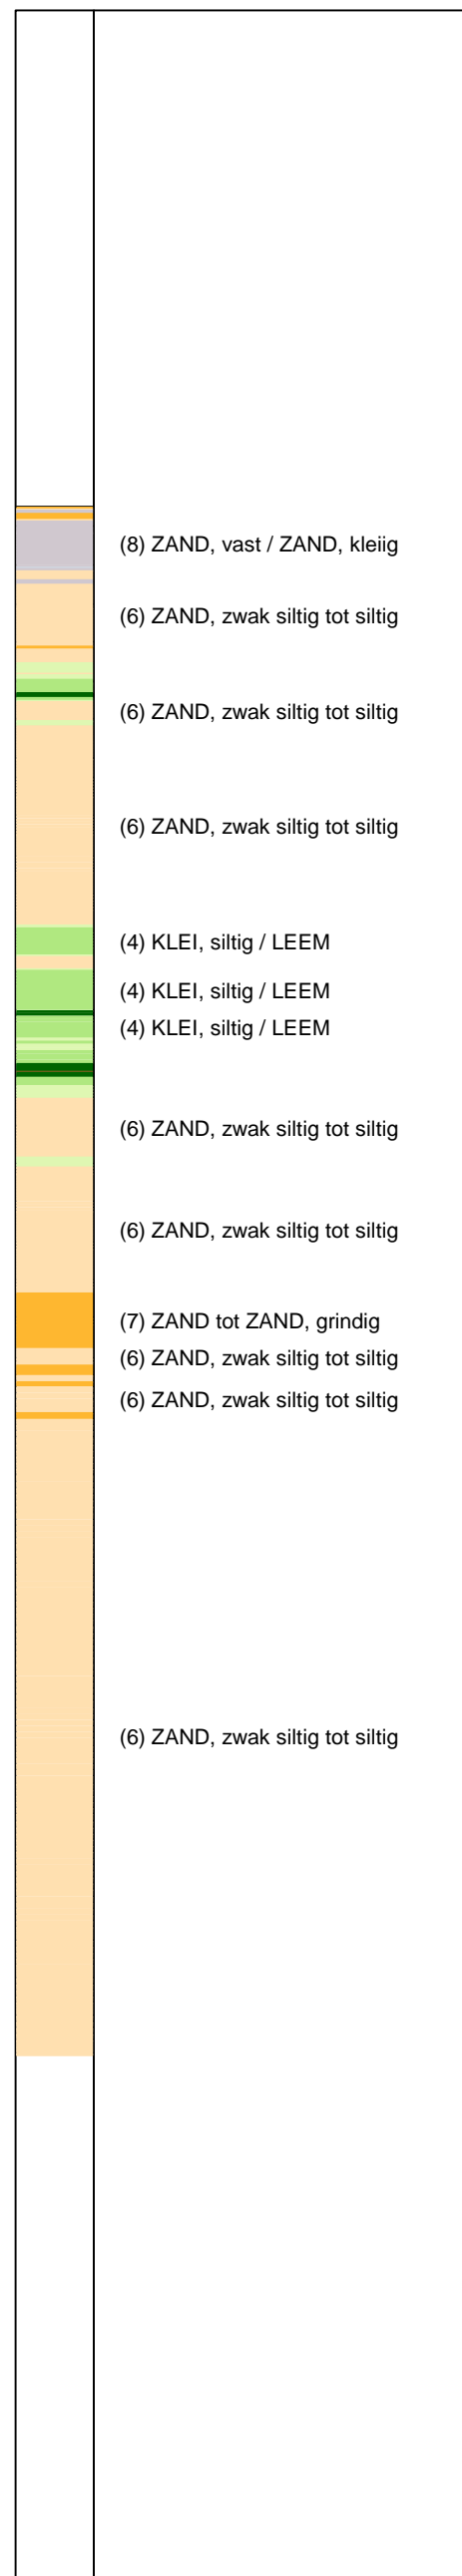 (8) ZAND, vast / ZAND, kleiig
(6) ZAND, zwak siltig tot siltig
(6) ZAND, zwak siltig tot siltig
(6) ZAND, zwak siltig tot siltig
(4) KLEI, siltig / LEEM
(4) KLEI, siltig / LEEM
(4) KLEI, siltig / LEEM
(6) ZAND, zwak siltig tot siltig
(6) ZAND, zwak siltig tot siltig
(7) ZAND tot ZAND, grindig
(6) ZAND, zwak siltig tot siltig
(6) ZAND, zwak siltig tot siltig
(6) ZAND, zwak siltig tot siltig